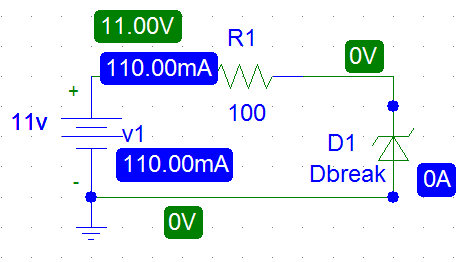 11.00V
R1
0V
+
110.00mA
11v
v1
100
D1
110.00mA
Dbreak
0A
-
0V